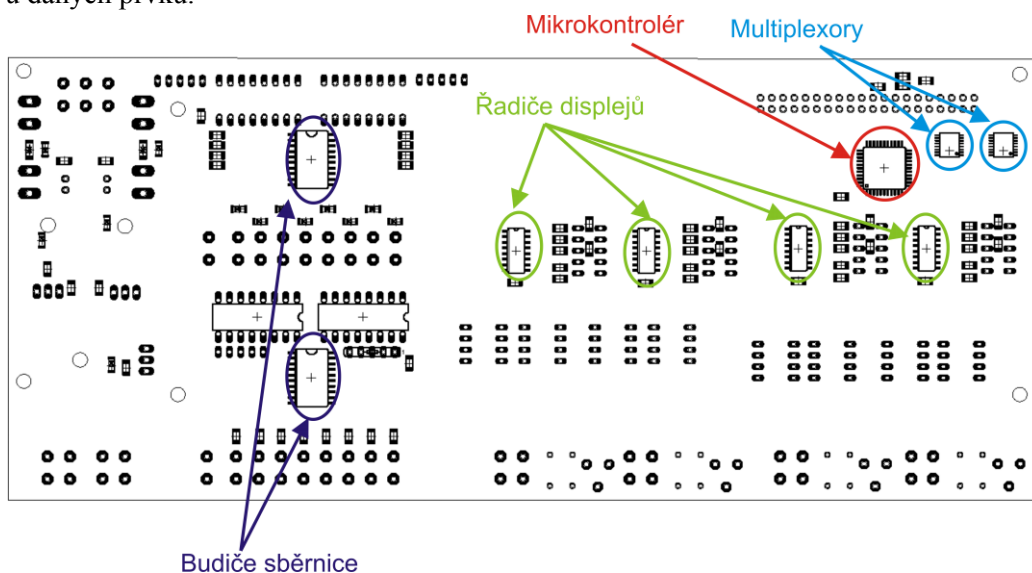 u daných prvků.
Mikrokontrolér
Multiplexory
Řadiče displejů
Budiče sběrnice